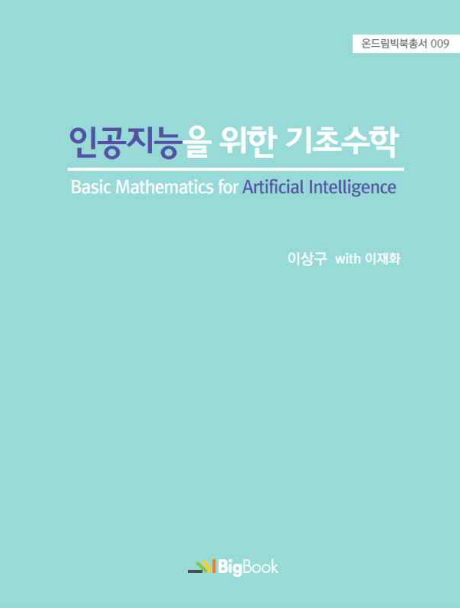 온드림빅북총서 009
인공지능을 위한 기초수학
Basic Mathematics for Artificial Intelligence
이상구 with 이재화
BigBook